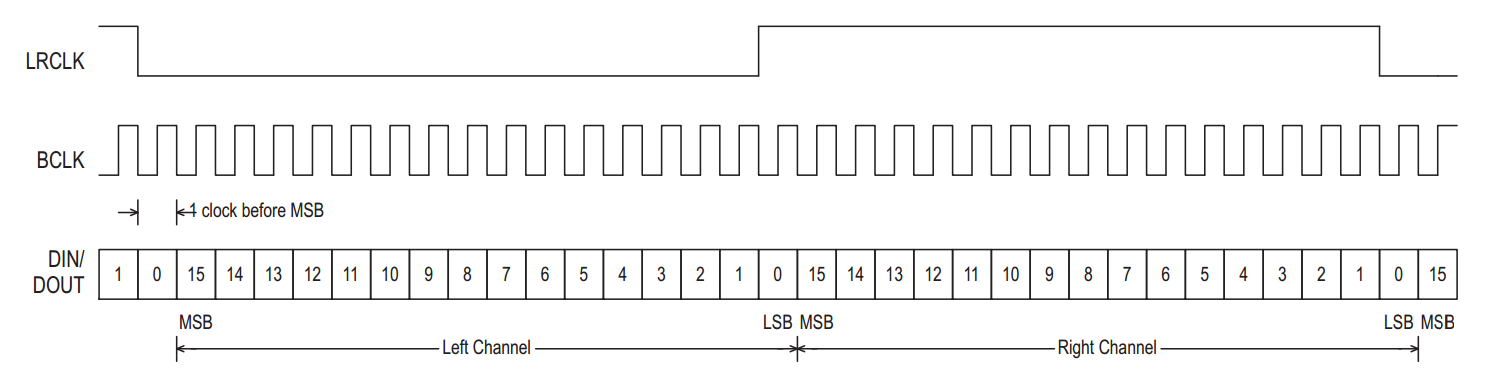 LRCLK
BCLK
1 clock before MSB
DIN/
DOUT
1 0 15 14 13 12 11 10 9 8 7 6 5 4 3 2 1 0 15 14 13 12 11 10 9 8 7 6 5 4 3 2 1 0 15
MSB LSB MSB LSB MSB
Left Channel Right Channel